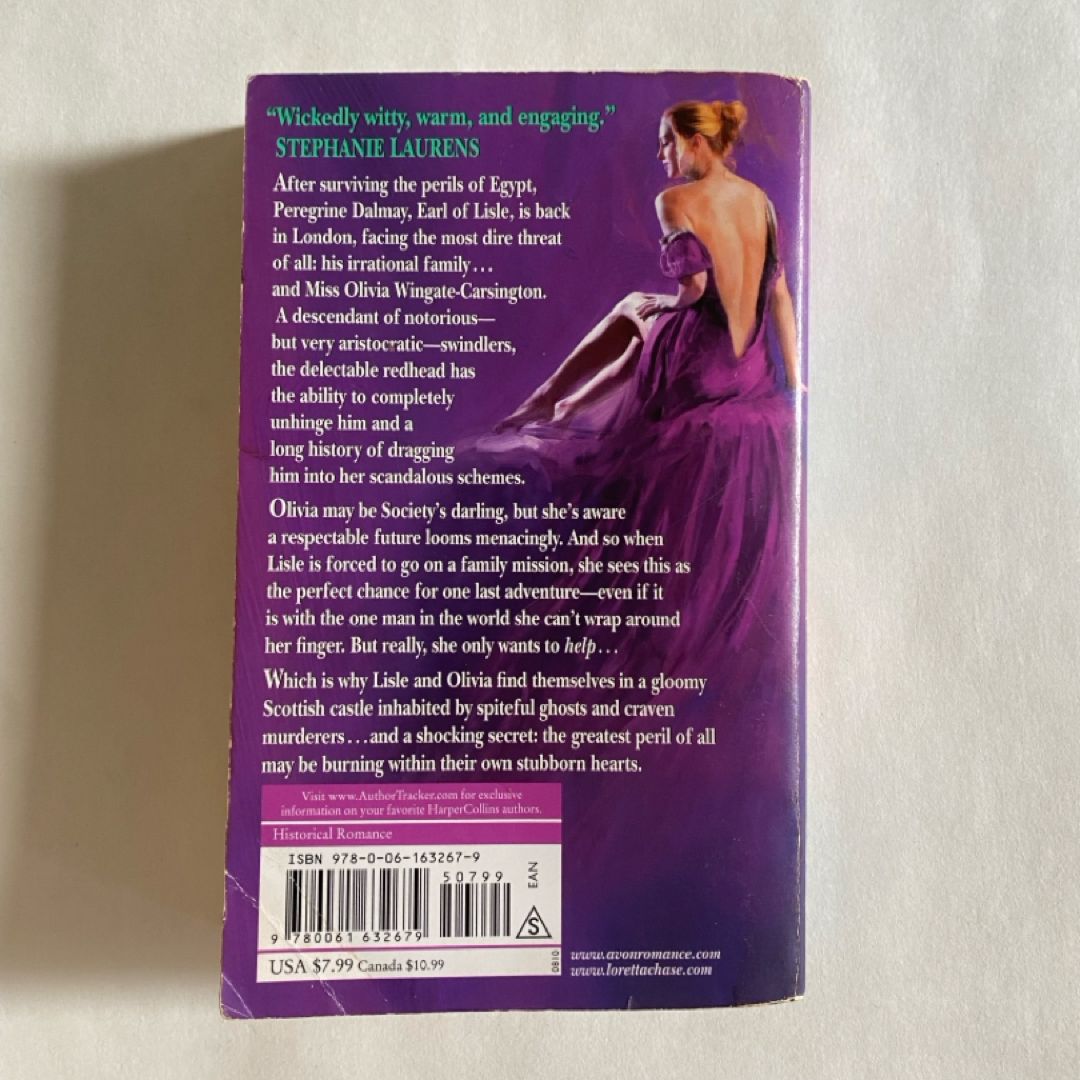 “Wickedly witty, warm, and engaging.”
STEPHANIE LAURENS
After surviving the perils of Egypt,
Peregrine Dalmay, Earl of Lisle, is back
in London, facing the most dire threat
of all: his irrational family...
and Miss Olivia Wingate-Carsington.
A descendant of notorious—
but very aristocratic—swindlers,
the delectable redhead has
the ability to completely
unhinge him and a
long history of dragging
him into her scandalous schemes.
Olivia may be Society’s darling, but she’s aware
a respectable future looms menacingly. And so when
Lisle is forced to go on a family mission, she sees this as
the perfect chance for one last adventure—even if it
is with the one man in the world she can’t wrap around
her finger. But really, she only wants to help...
Which is why Lisle and Olivia find themselves in a gloomy
Scottish castle inhabited by spiteful ghosts and craven
murderers...and a shocking secret: the greatest peril of all
may be burning within their own stubborn hearts.
Visit www.AuthorTracker.com for exclusive
information on your favorite HarperCollins authors.
Historical Romance
ISBN 978-0-06-163267-9
50799
EAN
S
9 780061 632679
USA $7.99 Canada $10.99
0810
www.avonromance.com
www.lorettachase.com